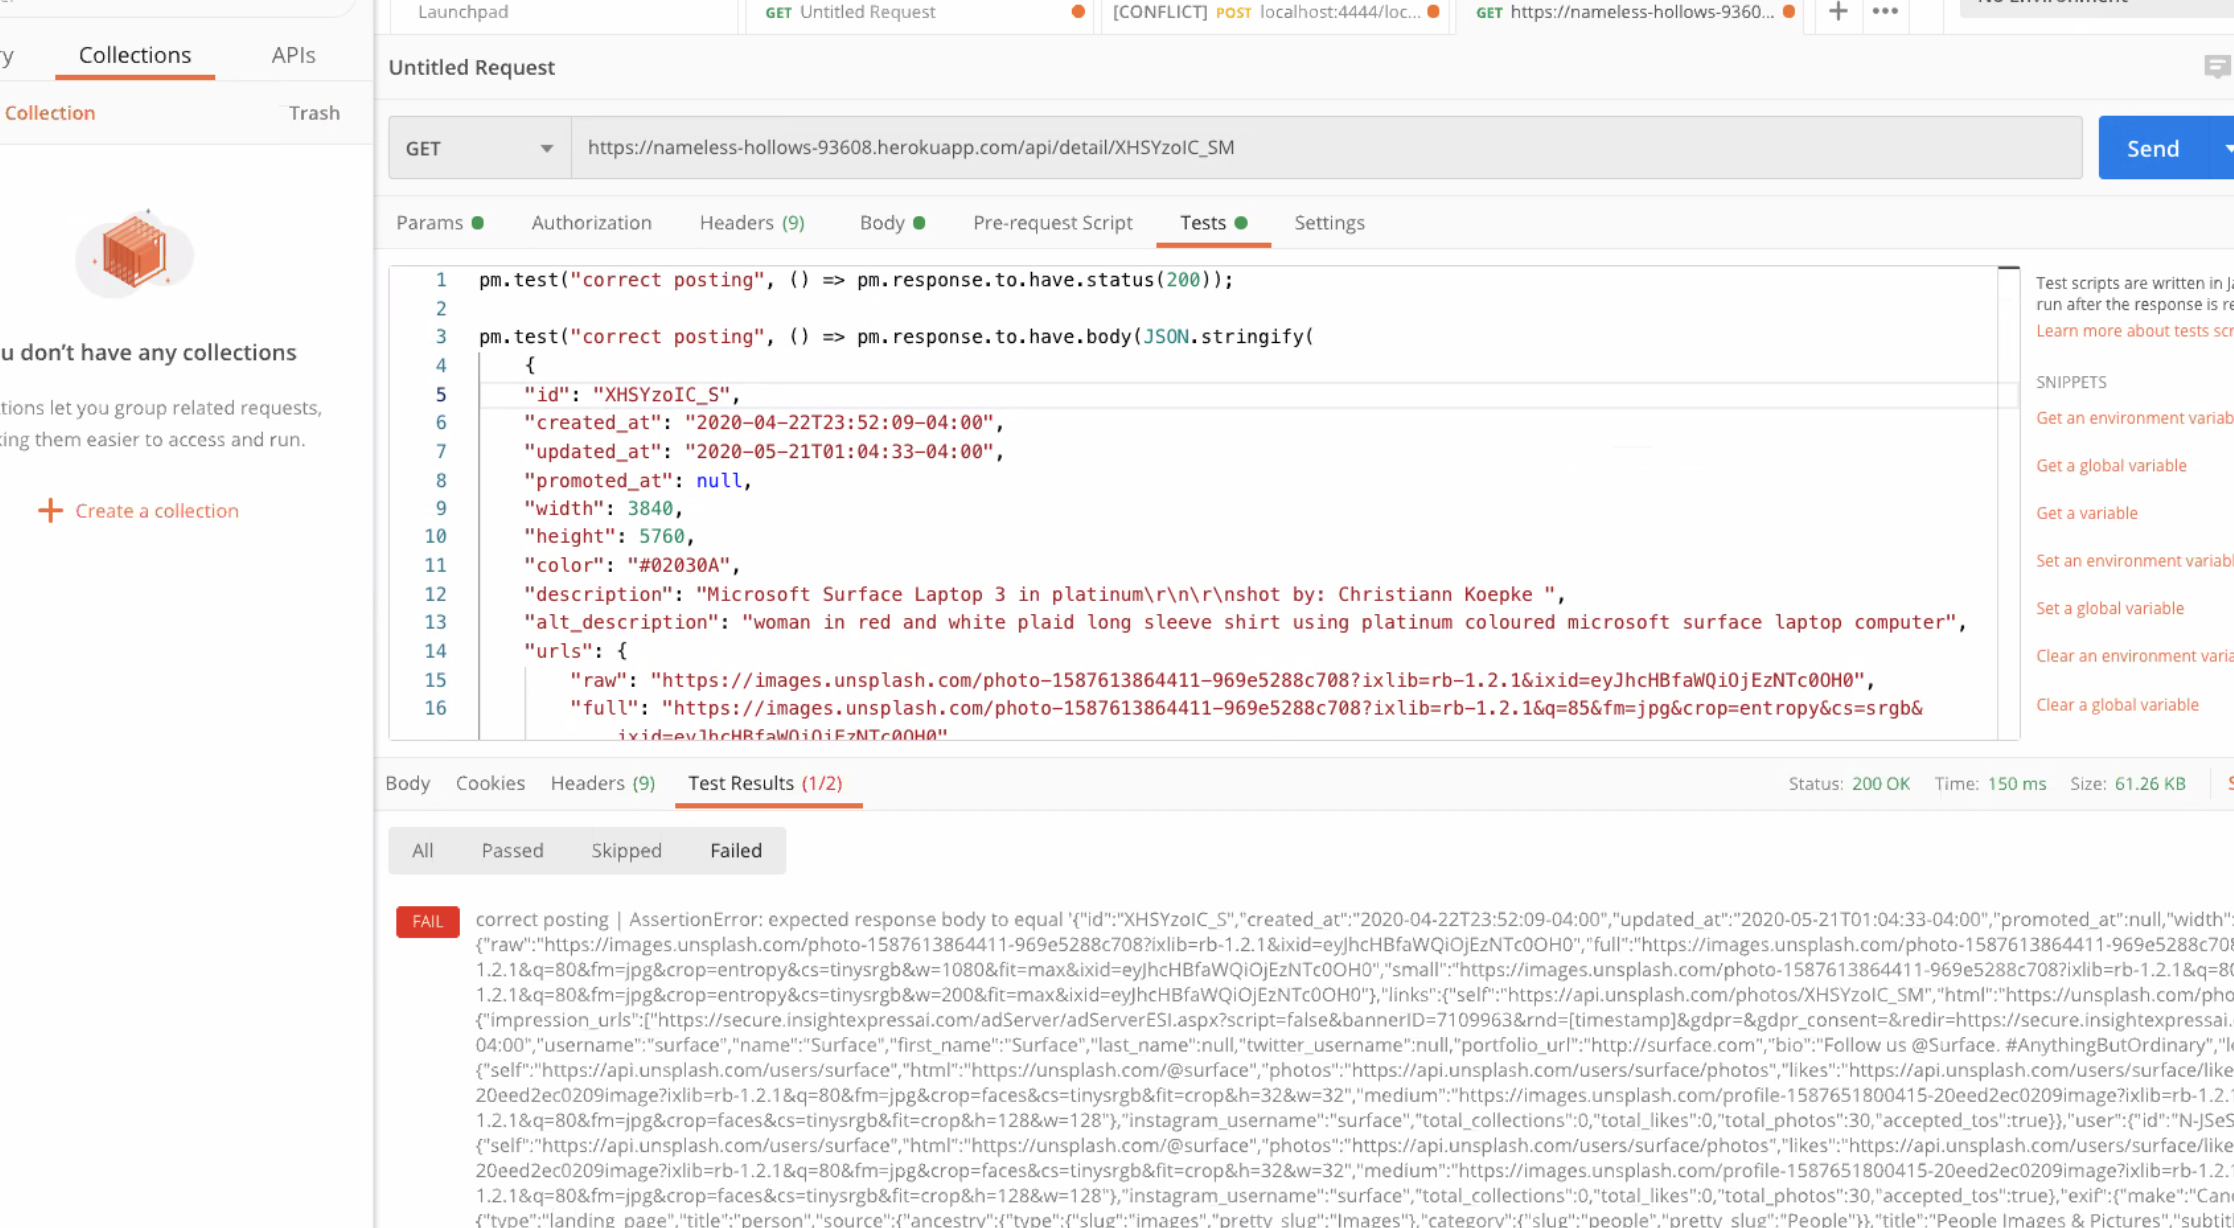 Launchpad
GET Untitled Request
[CONFLICT] POST localhost:4444/loc...
GET https://nameless-hollows-9360...
Collections
APIs
Collection
Trash
u don't have any collections
tions let you group related requests,
king them easier to access and run.
+ Create a collection
Untitled Request
GET
https://nameless-hollows-93608.herokuapp.com/api/detail/XHSYzoIC_SM
Send
Params
Authorization
Headers (9)
Body
Pre-request Script
Tests
Settings
1 pm.test("correct posting", () => pm.response.to.have.status(200));
2
3 pm.test("correct posting", () => pm.response.to.have.body(JSON.stringify(
4 {
5 "id": "XHSYzoIC_S",
6 "created_at": "2020-04-22T23:52:09-04:00",
7 "updated_at": "2020-05-21T01:04:33-04:00",
8 "promoted_at": null,
9 "width": 3840,
10 "height": 5760,
11 "color": "#02030A",
12 "description": "Microsoft Surface Laptop 3 in platinum\r\n\r\nshot by: Christiann Koepke ",
13 "alt_description": "woman in red and white plaid long sleeve shirt using platinum coloured microsoft surface laptop computer",
14 "urls": {
15 "raw": "https://images.unsplash.com/photo-1587613864411-969e5288c708?ixlib=rb-1.2.1&ixid=eyJhcHBfaWQiOjEzNTc0OH0",
16 "full": "https://images.unsplash.com/photo-1587613864411-969e5288c708?ixlib=rb-1.2.1&q=85&fm=jpg&crop=entropy&cs=srgb&
ixid=eyJhcHBfaWQiOjEzNTc0OH0"
Test scripts are written in Ja
run after the response is re
Learn more about tests scr
SNIPPETS
Get an environment variab
Get a global variable
Get a variable
Set an environment variabl
Set a global variable
Clear an environment varia
Clear a global variable
Body
Cookies
Headers (9)
Test Results (1/2)
Status: 200 OK
Time: 150 ms
Size: 61.26 KB
All
Passed
Skipped
Failed
FAIL
correct posting | AssertionError: expected response body to equal '{"id":"XHSYzoIC_S","created_at":"2020-04-22T23:52:09-04:00","updated_at":"2020-05-21T01:04:33-04:00","promoted_at":null,"width":
{"raw":"https://images.unsplash.com/photo-1587613864411-969e5288c708?ixlib=rb-1.2.1&ixid=eyJhcHBfaWQiOjEzNTc0OH0","full":"https://images.unsplash.com/photo-1587613864411-969e5288c708
1.2.1&q=80&fm=jpg&crop=entropy&cs=tinysrgb&w=1080&fit=max&ixid=eyJhcHBfaWQiOjEzNTc0OH0","small":"https://images.unsplash.com/photo-1587613864411-969e5288c708?ixlib=rb-1.2.1&q=80
1.2.1&q=80&fm=jpg&crop=entropy&cs=tinysrgb&w=200&fit=max&ixid=eyJhcHBfaWQiOjEzNTc0OH0"},"links":{"self":"https://api.unsplash.com/photos/XHSYzoIC_SM","html":"https://unsplash.com/pho
{"impression_urls":["https://secure.insightexpressai.com/adServer/adServerESI.aspx?script=false&bannerID=7109963&rnd=[timestamp]&gdpr=&gdpr_consent=&redir=https://secure.insightexpressai.
04:00","username":"surface","name":"Surface","first_name":"Surface","last_name":null,"twitter_username":null,"portfolio_url":"http://surface.com","bio":"Follow us @Surface. #AnythingButOrdinary","l
{"self":"https://api.unsplash.com/users/surface","html":"https://unsplash.com/@surface","photos":"https://api.unsplash.com/users/surface/photos","likes":"https://api.unsplash.com/users/surface/like
20eed2ec0209image?ixlib=rb-1.2.1&q=80&fm=jpg&crop=faces&cs=tinysrgb&fit=crop&h=32&w=32","medium":"https://images.unsplash.com/profile-1587651800415-20eed2ec0209image?ixlib=rb-1.2.1
1.2.1&q=80&fm=jpg&crop=faces&cs=tinysrgb&fit=crop&h=128&w=128"},"instagram_username":"surface","total_collections":0,"total_likes":0,"total_photos":30,"accepted_tos":true}},"user":{"id":"N-JSeS
{"self":"https://api.unsplash.com/users/surface","html":"https://unsplash.com/@surface","photos":"https://api.unsplash.com/users/surface/photos","likes":"https://api.unsplash.com/users/surface/like
20eed2ec0209image?ixlib=rb-1.2.1&q=80&fm=jpg&crop=faces&cs=tinysrgb&fit=crop&h=32&w=32","medium":"https://images.unsplash.com/profile-1587651800415-20eed2ec0209image?ixlib=rb-1.2.1
1.2.1&q=80&fm=jpg&crop=faces&cs=tinysrgb&fit=crop&h=128&w=128"},"instagram_username":"surface","total_collections":0,"total_likes":0,"total_photos":30,"accepted_tos":true},"exif":{"make":"Can
{"type":"landing_page","title":"person","source":{"ancestry":{"type":{"slug":"images","pretty_slug":"Images"},"category":{"slug":"people","pretty_slug":"People"}},"title":"People Images & Pictures","subtit